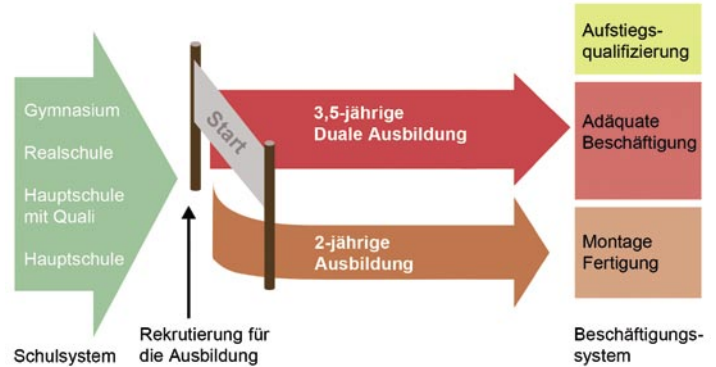 Gymnasium
Realschule
Hauptschule
mit Quali
Hauptschule
Schulsystem
Start
Rekrutierung für
die Ausbildung
3,5-jährige
Duale Ausbildung
2-jährige
Ausbildung
Aufstiegs-
qualifizierung
Adäquate
Beschäftigung
Montage
Fertigung
Beschäftigungs-
system